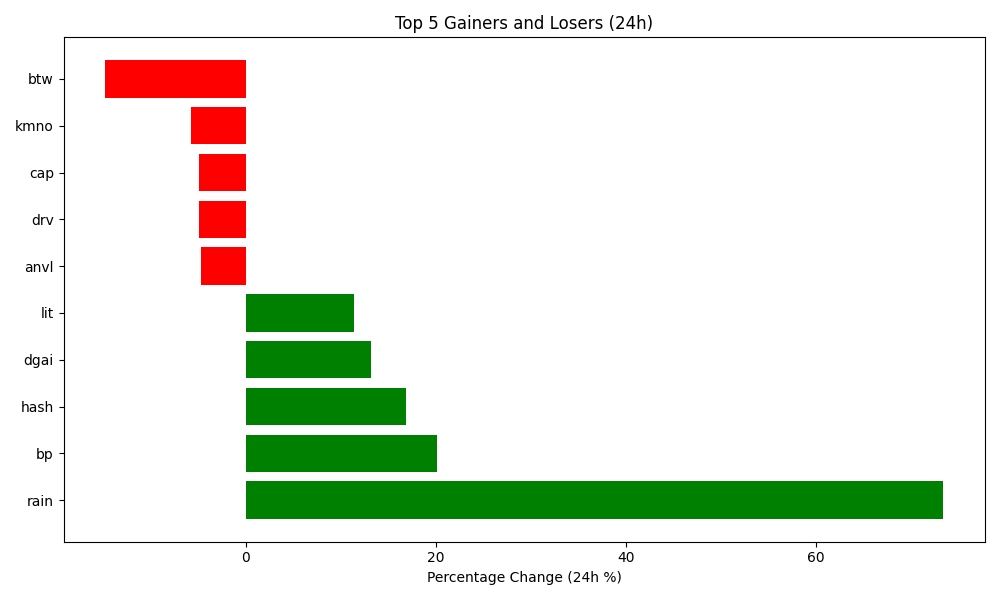 Top 5 Gainers and Losers (24h)
btw
kmno
cap
drv
anvl
lit
dgai
hash
bp
rain
0 20 40 60
Percentage Change (24h %)